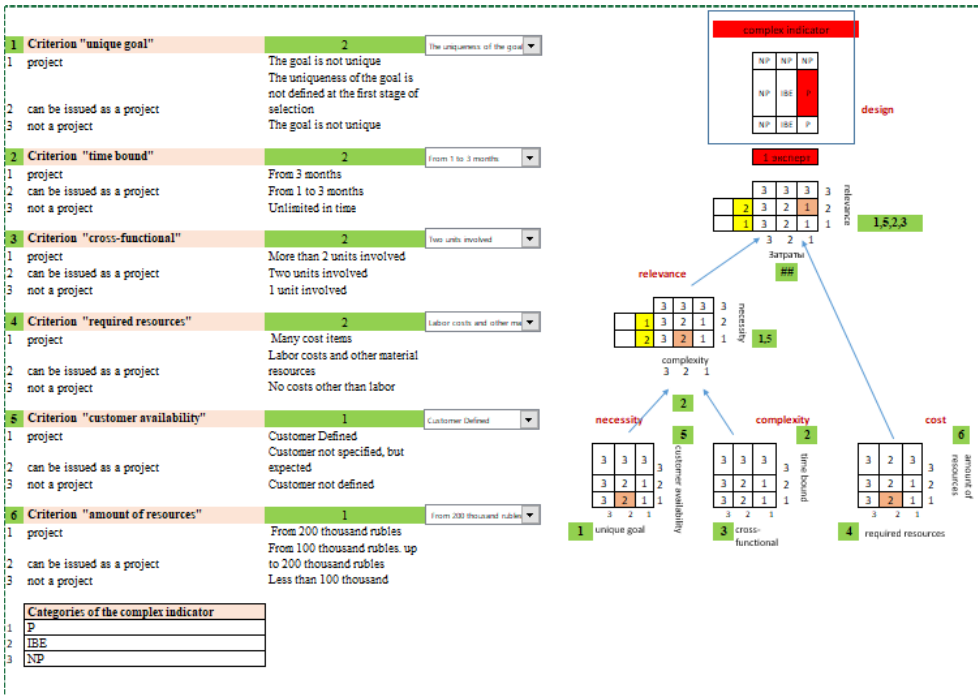 1 Criterion "unique goal" 2 The uniqueness of the goa
1 project The goal is not unique
The uniqueness of the goal is
not defined at the first stage of
2 can be issued as a project selection
3 not a project The goal is not unique
2 Criterion "time bound" 2 From 1 to 3 months
1 project From 3 months
2 can be issued as a project From 1 to 3 months
3 not a project Unlimited in time
3 Criterion "cross-functional" 2 Two units involved
1 project More than 2 units involved
2 can be issued as a project Two units involved
3 not a project 1 unit involved
4 Criterion "required resources" 2 Labor costs and other ma
1 project Many cost items
Labor costs and other material
2 can be issued as a project resources
3 not a project No costs other than labor
5 Criterion "customer availability" 1 Customer Defined
1 project Customer Defined
Customer not specified, but
2 can be issued as a project expected
3 not a project Customer not defined
6 Criterion "amount of resources" 1 From 200 thousand rubles
1 project From 200 thousand rubles
From 100 thousand rubles. up
2 can be issued as a project to 200 thousand rubles
3 not a project Less than 100 thousand
Categories of the complex indicator
1 P
2 IBE
3 NP
complex indicator
NP NP NP
NP IBE P
NP IBE P
design
1 эксперт
3 3 3 3
2 3 2 1 2
1 3 2 1 1
3 2 1
relevance
1,5,2,3
Затраты
##
relevance
3 3 3 3
1 3 2 1 2
2 3 2 1 1
necessity
1,5
complexity
3 2 1
2
necessity
5
3 3 3 3
3 2 1 2
3 2 1 1
3 2 1
customer availability
1 unique goal
complexity
2
3 3 3 3
3 2 1 2
3 2 1 1
3 2 1
time bound
3 cross-
functional
cost
6
3 2 3 3
3 2 1 2
3 2 1 1
3 2 1
amount of
resources
4 required resources